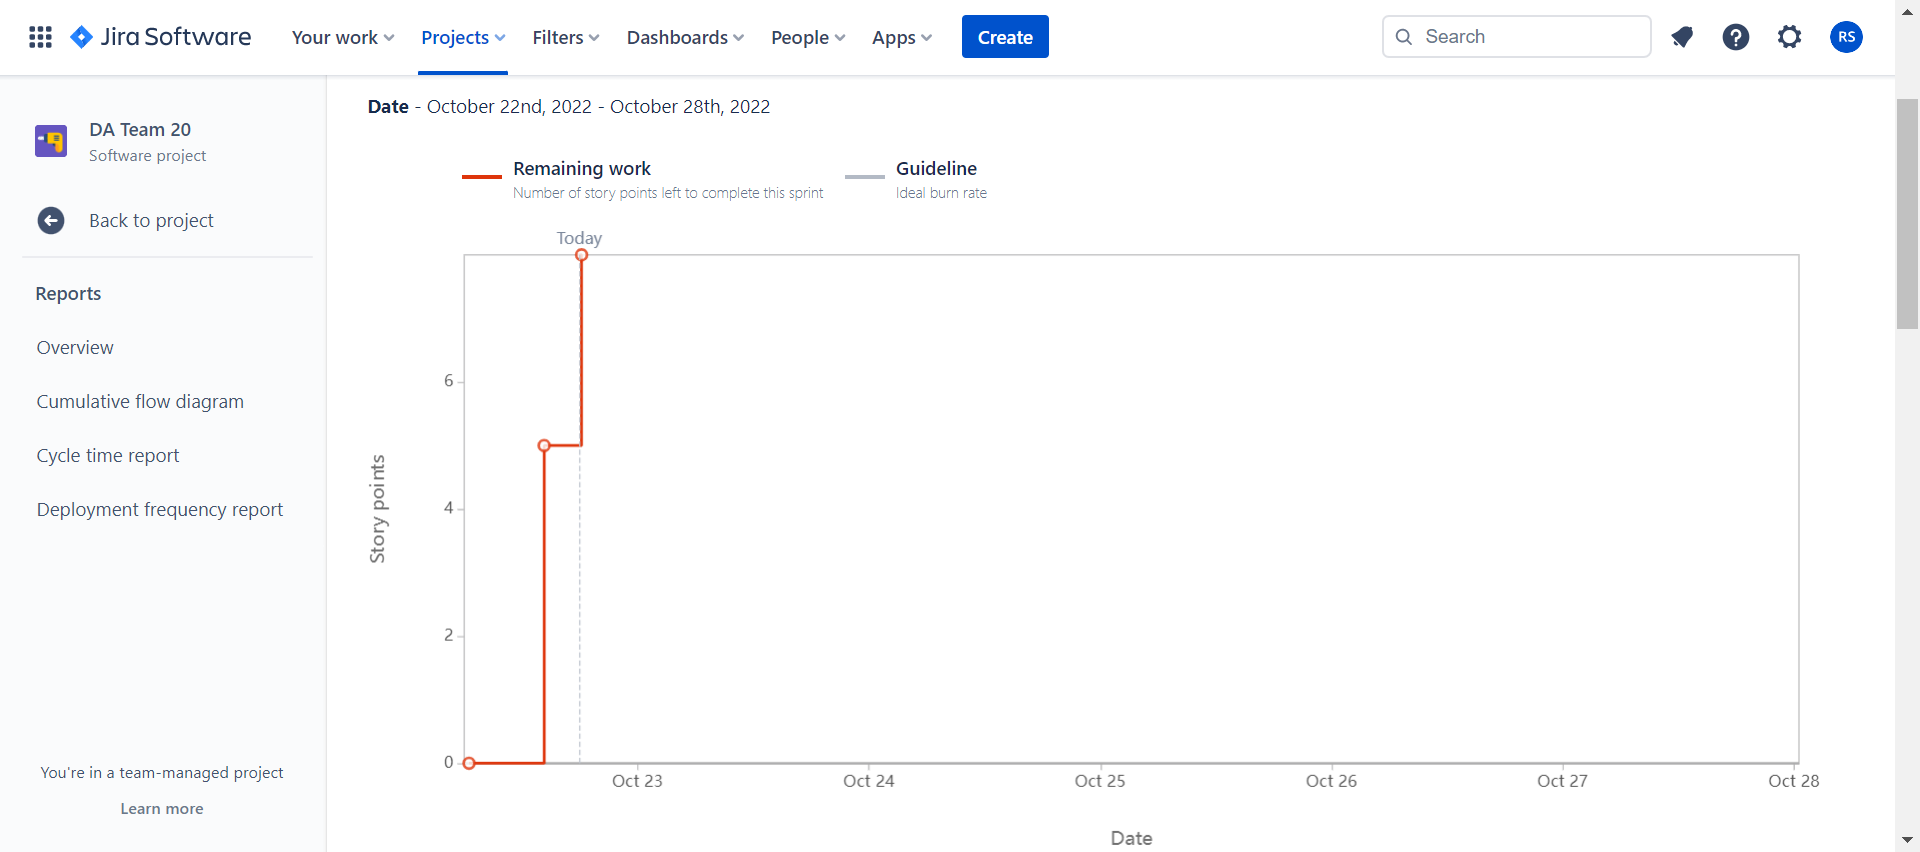 Jira Software Your work Projects Filters Dashboards People Apps Create Search RS
DA Team 20
Software project
Back to project
Reports
Overview
Cumulative flow diagram
Cycle time report
Deployment frequency report
You're in a team-managed project
Learn more
Date - October 22nd, 2022 - October 28th, 2022
Remaining work
Number of story points left to complete this sprint
Guideline
Ideal burn rate
Today
6
4
2
0
Story points
Oct 23 Oct 24 Oct 25 Oct 26 Oct 27 Oct 28
Date